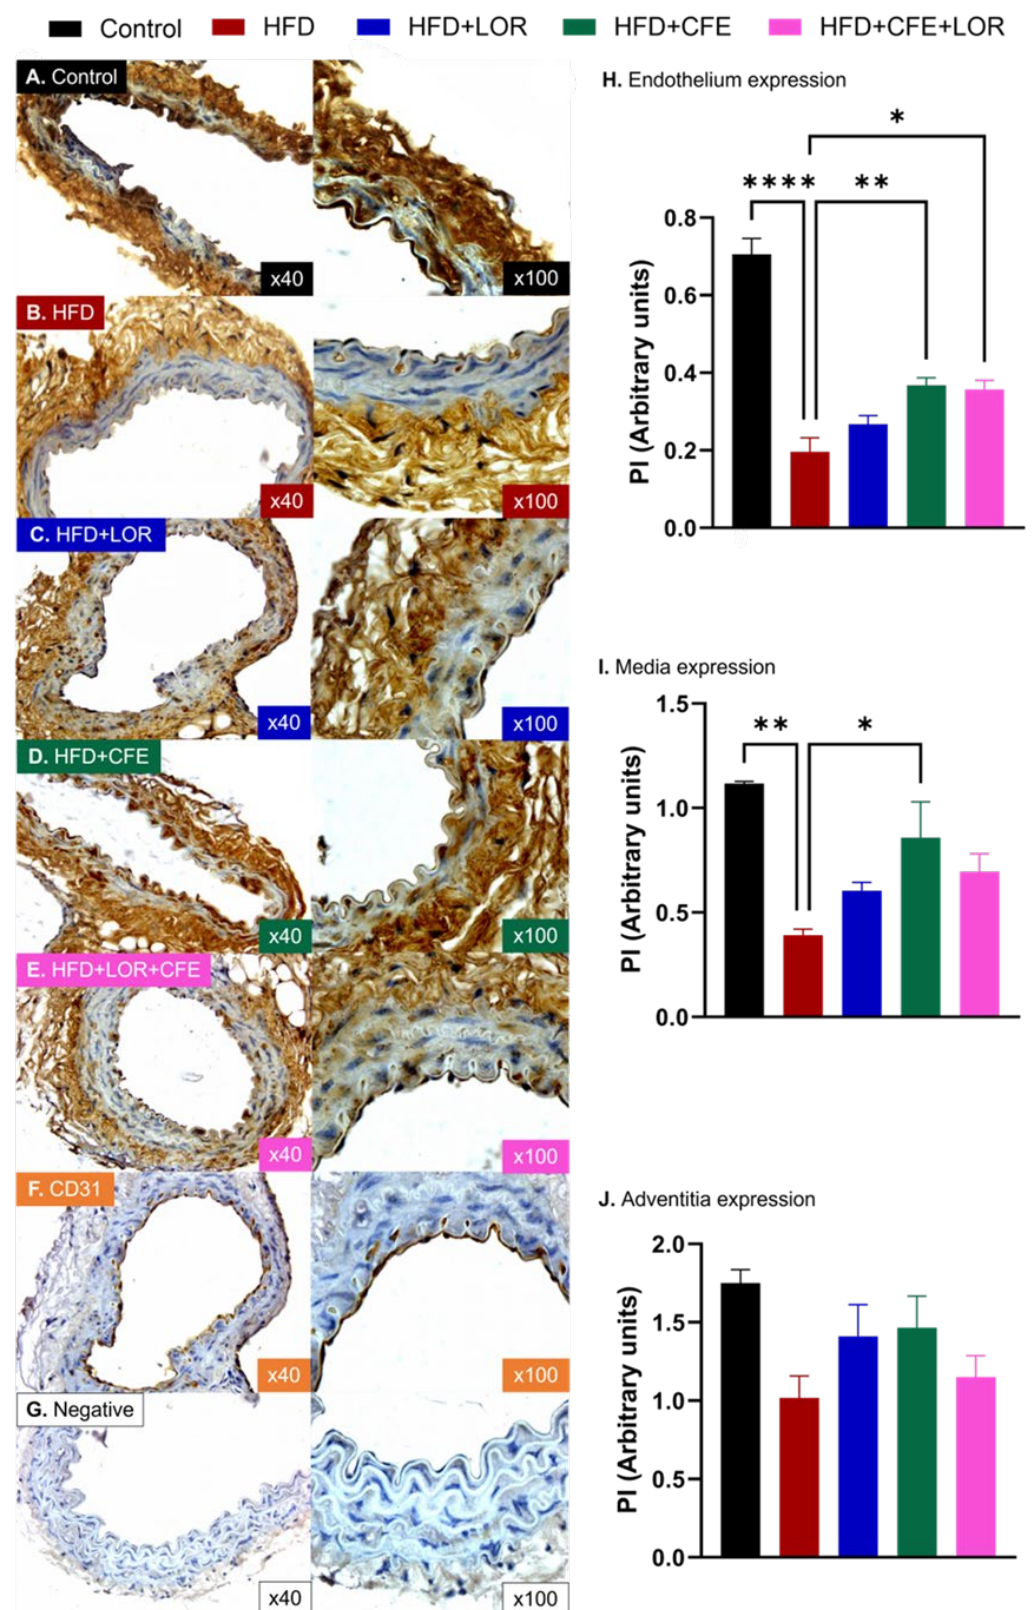 Control HFD HFD+LOR HFD+CFE HFD+CFE+LOR
A. Control
x40
x100
B. HFD
x40
x100
C. HFD+LOR
x40
x100
D. HFD+CFE
x40
x100
E. HFD+LOR+CFE
x40
x100
F. CD31
x40
x100
G. Negative
x40
x100
H. Endothelium expression
*
**** **
PI (Arbitrary units)
0.8
0.6
0.4
0.2
0.0
I. Media expression
** *
PI (Arbitrary units)
1.5
1.0
0.5
0.0
J. Adventitia expression
PI (Arbitrary units)
2.0
1.5
1.0
0.5
0.0